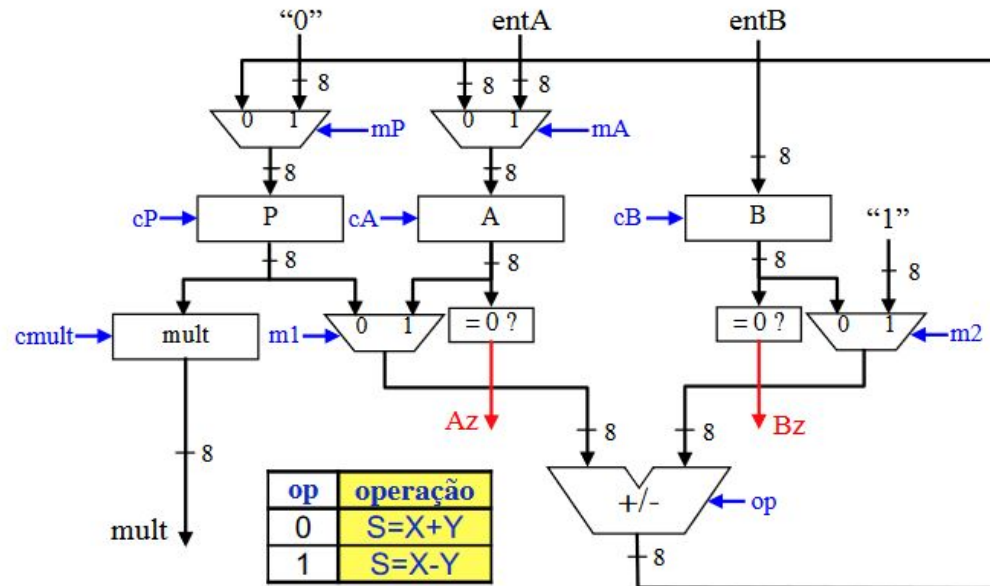 “0” entA entB
8 8
0 1 mP 0 1 mA
8 8 8
cP P cA A cB B “1”
8 8 8 8
cmult mult m1 0 1 = 0 ? = 0 ? 0 1 m2
Az Bz
8 8 8
op operação
0 S=X+Y
1 S=X-Y
+/- op
mult 8